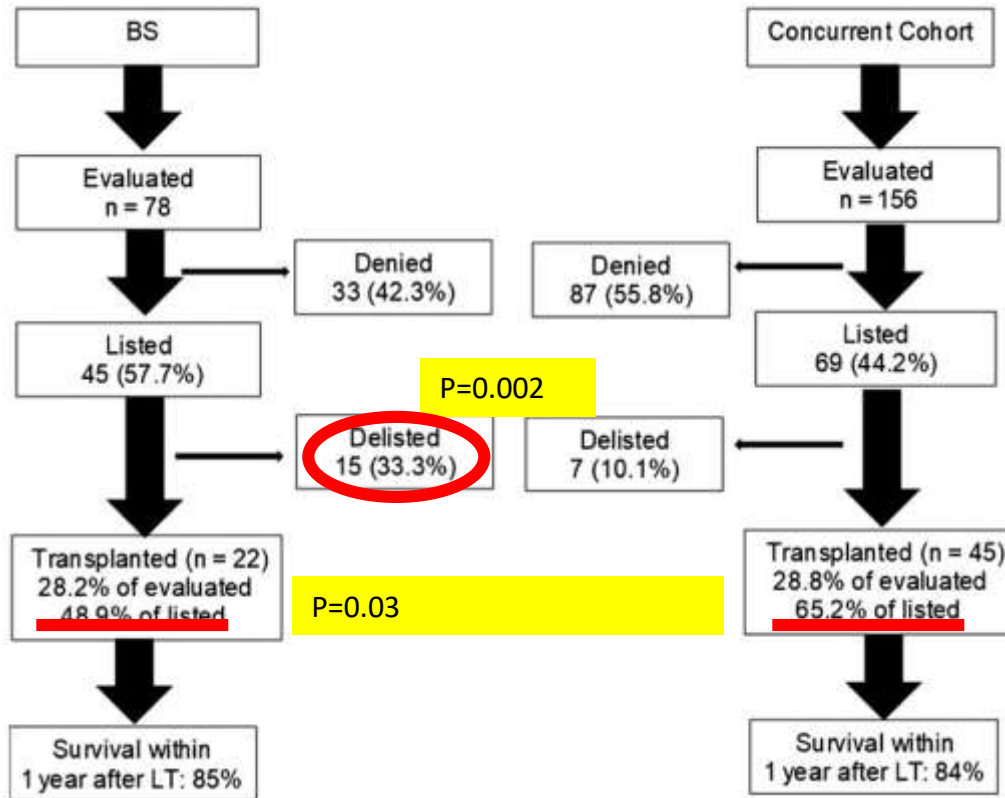 BS
Concurrent Cohort
Evaluated
n = 78
Evaluated
n = 156
Denied
33 (42.3%)
Denied
87 (55.8%)
Listed
45 (57.7%)
Listed
69 (44.2%)
P=0.002
Delisted
15 (33.3%)
Delisted
7 (10.1%)
Transplanted (n = 22)
28.2% of evaluated
48.9% of listed
P=0.03
Transplanted (n = 45)
28.8% of evaluated
65.2% of listed
Survival within
1 year after LT: 85%
Survival within
1 year after LT: 84%